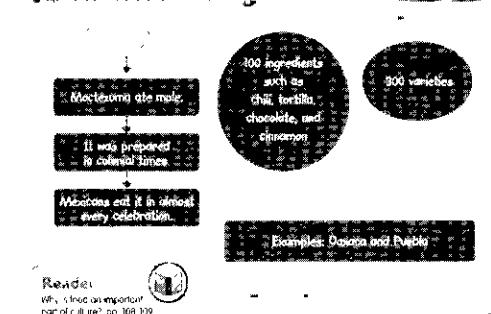 Moctezuma ate mole.
It was prepared
in colonial times.
Mexicans eat it in almost
every celebration.
100 ingredients
such as
chili, tortilla,
chocolate, and
cinnamon
300 varieties
Examples: Oaxaca and Puebla
Reader
Why is food an important
part of culture? pp. 108-109